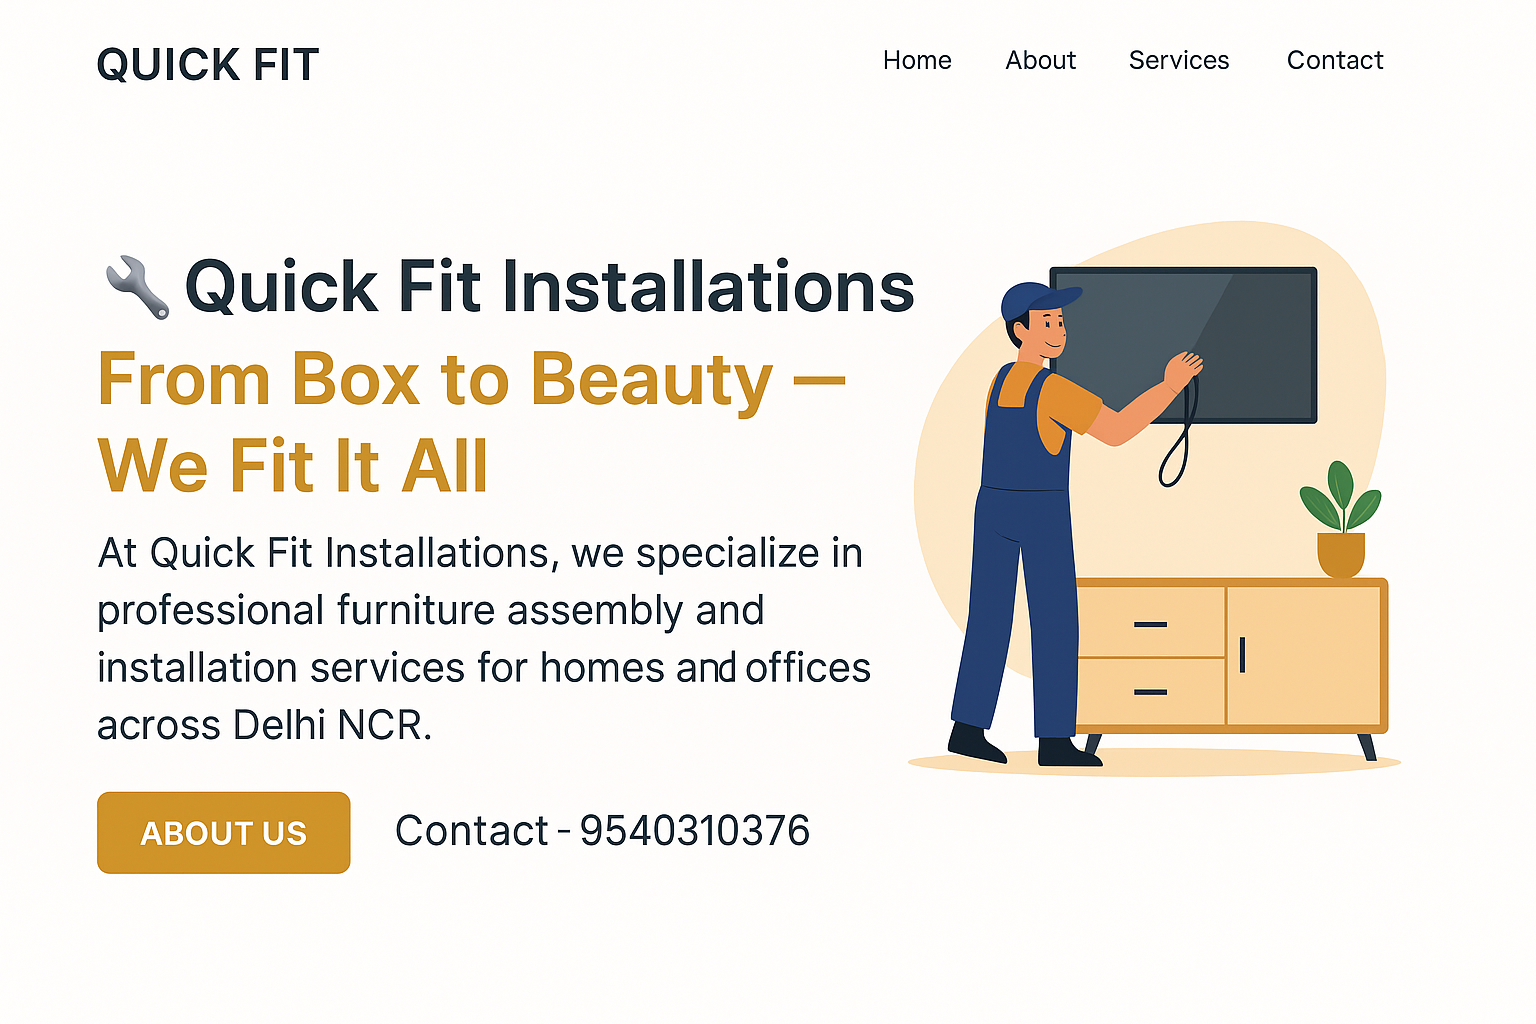 QUICK FIT
Home About Services Contact
🔧 Quick Fit Installations
From Box to Beauty —
We Fit It All
At Quick Fit Installations, we specialize in
professional furniture assembly and
installation services for homes and offices
across Delhi NCR.
ABOUT US Contact - 9540310376